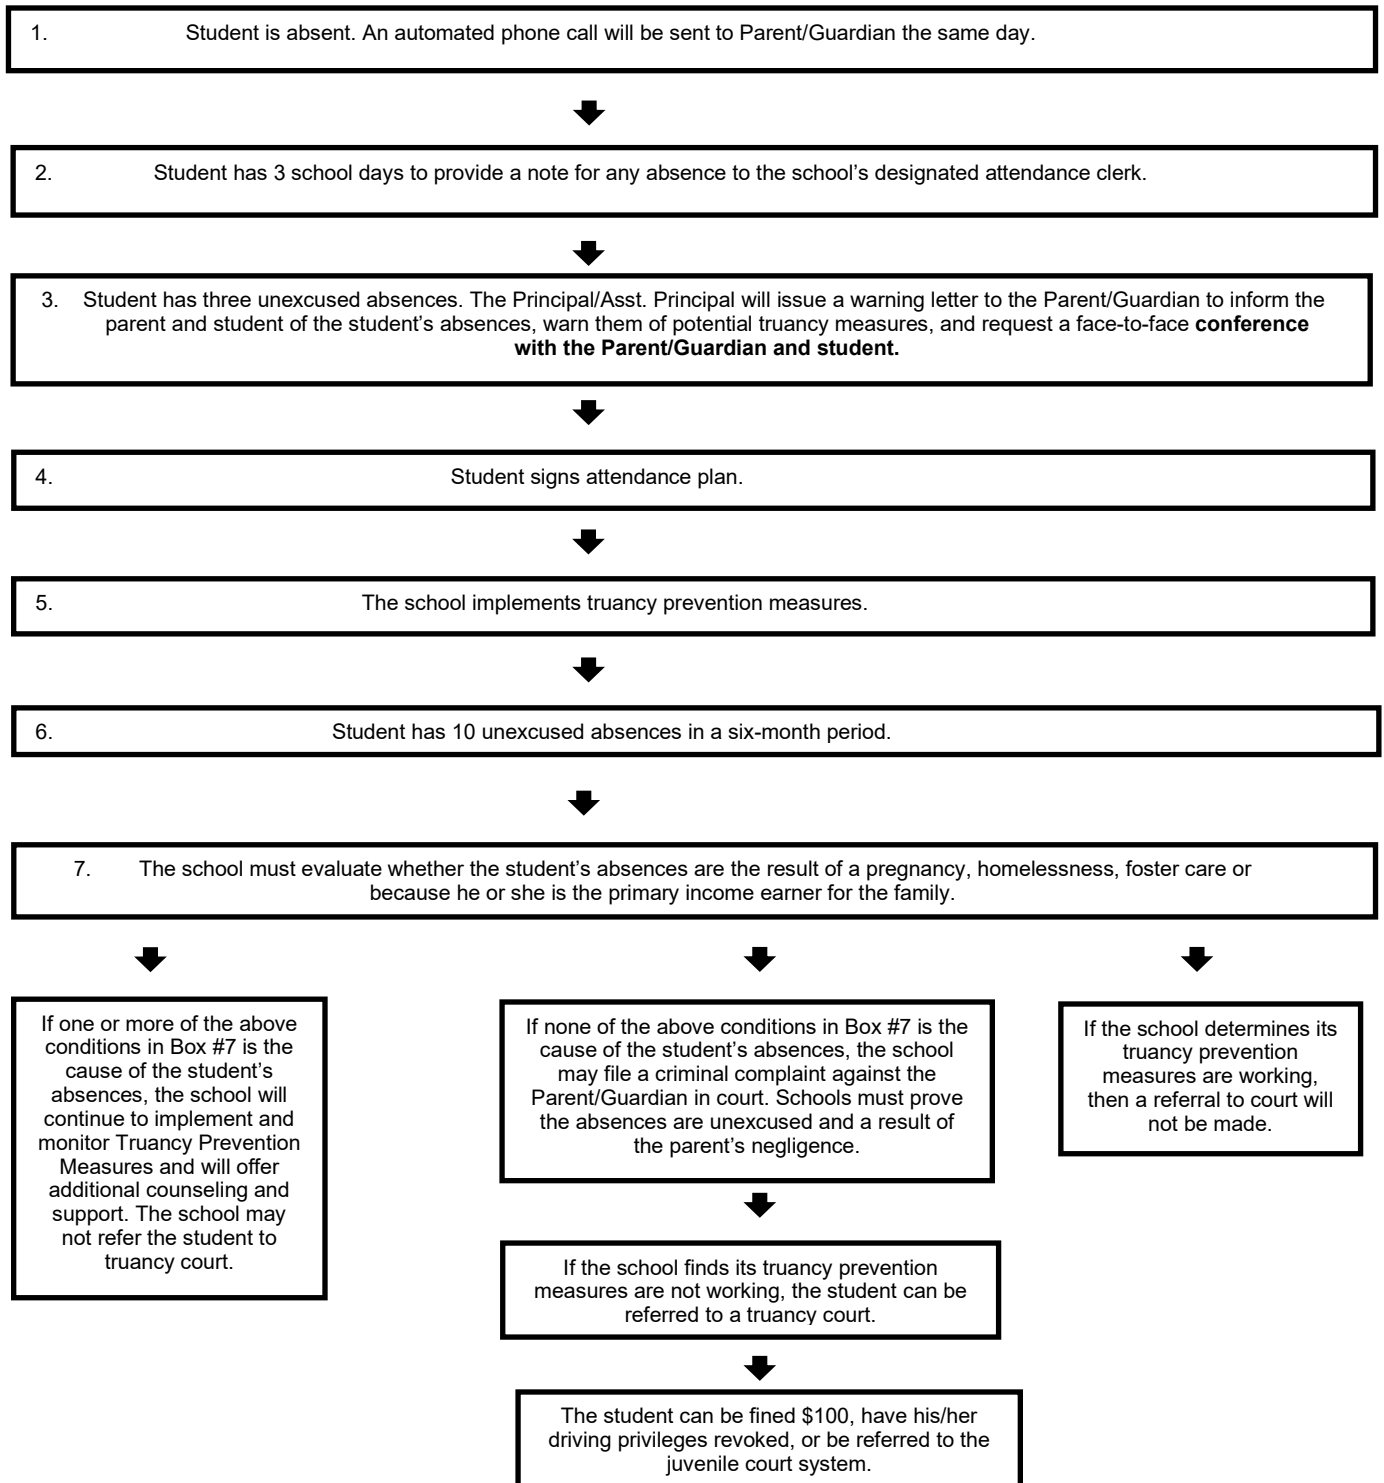 1. Student is absent. An automated phone call will be sent to Parent/Guardian the same day.
2. Student has 3 school days to provide a note for any absence to the school’s designated attendance clerk.
3. Student has three unexcused absences. The Principal/Asst. Principal will issue a warning letter to the Parent/Guardian to inform the
parent and student of the student’s absences, warn them of potential truancy measures, and request a face-to-face conference
with the Parent/Guardian and student.
4. Student signs attendance plan.
5. The school implements truancy prevention measures.
6. Student has 10 unexcused absences in a six-month period.
7. The school must evaluate whether the student’s absences are the result of a pregnancy, homelessness, foster care or
because he or she is the primary income earner for the family.
If one or more of the above
conditions in Box #7 is the
cause of the student’s
absences, the school will
continue to implement and
monitor Truancy Prevention
Measures and will offer
additional counseling and
support. The school may
not refer the student to
truancy court.
If none of the above conditions in Box #7 is the
cause of the student’s absences, the school
may file a criminal complaint against the
Parent/Guardian in court. Schools must prove
the absences are unexcused and a result of
the parent’s negligence.
If the school determines its
truancy prevention
measures are working,
then a referral to court will
not be made.
If the school finds its truancy prevention
measures are not working, the student can be
referred to a truancy court.
The student can be fined $100, have his/her
driving privileges revoked, or be referred to the
juvenile court system.